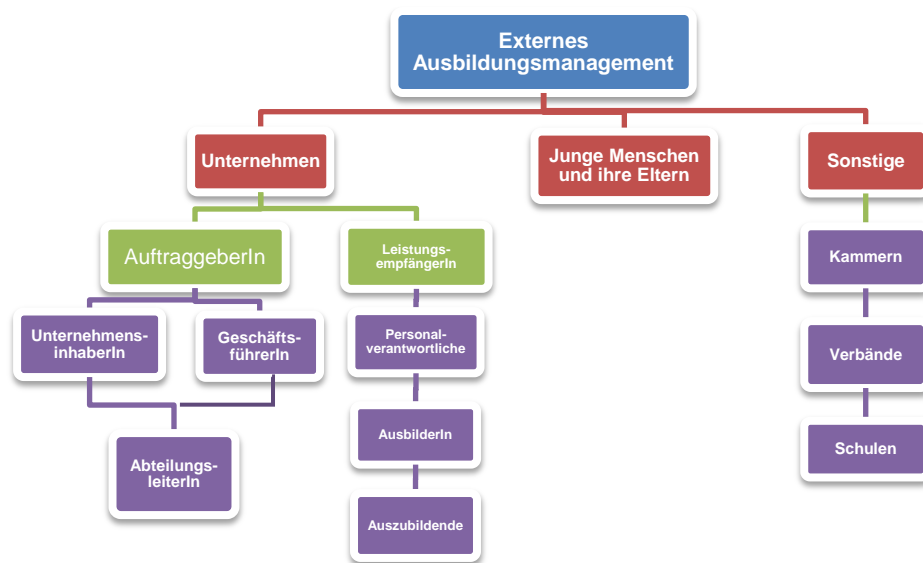 Externes
Ausbildungsmanagement
Unternehmen
Junge Menschen
und ihre Eltern
Sonstige
AuftraggeberIn
Leistungs-
empfängerIn
Kammern
Unternehmens-
inhaberIn
Geschäfts-
führerIn
Personal-
verantwortliche
Verbände
AusbilderIn
Abteilungs-
leiterIn
Schulen
Auszubildende